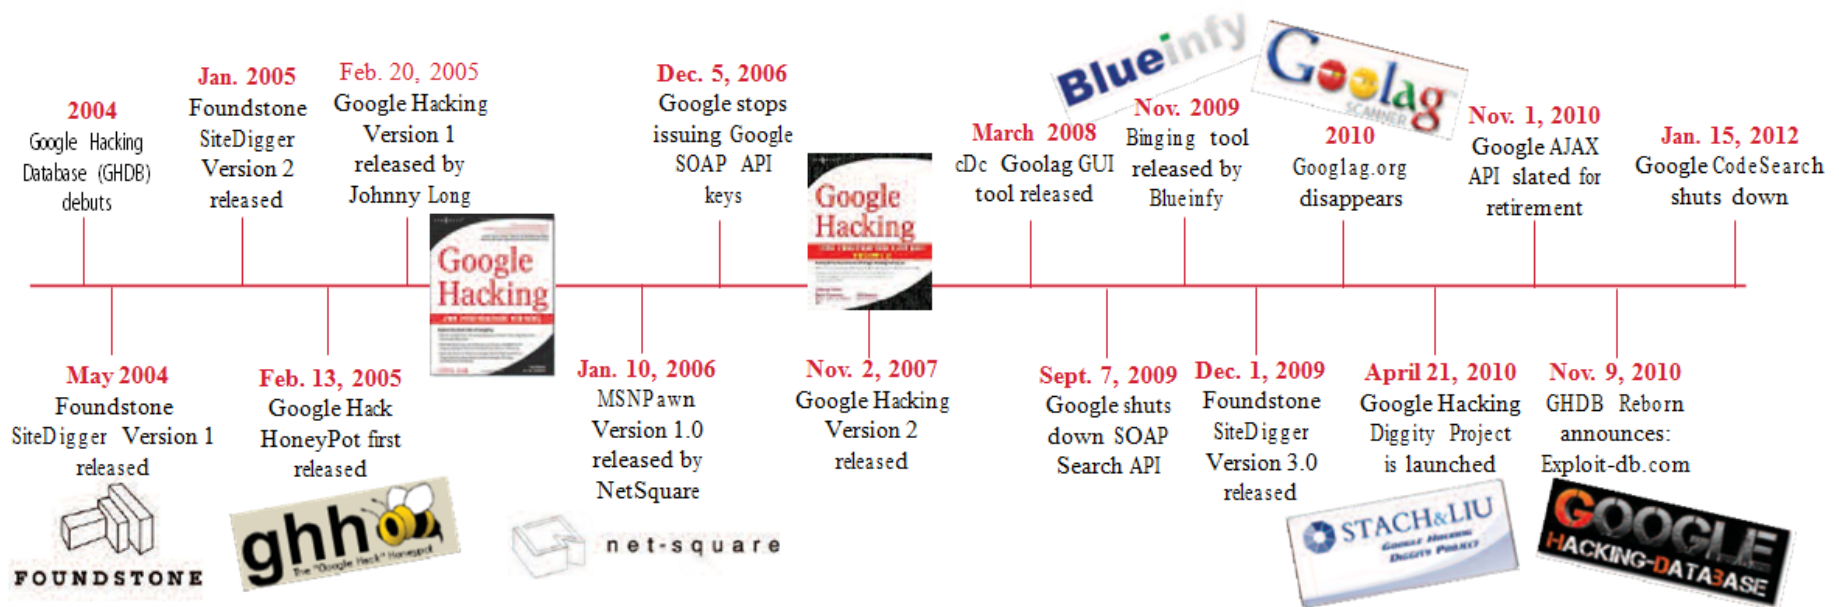 2004
Google Hacking
Database (GHDB)
debuts
Jan. 2005
Foundstone
SiteDigger
Version 2
released
Feb. 20, 2005
Google Hacking
Version 1
released by
Johnny Long
Dec. 5, 2006
Google stops
issuing Google
SOAP API
keys
March 2008
cDc Goolag GUI
tool released
Blueinfy
Nov. 2009
Binging tool
released by
Blueinfy
Goolag
SCANNER
2010
Googlag.org
disappears
Nov. 1, 2010
Google AJAX
API slated for
retirement
Jan. 15, 2012
Google CodeSearch
shuts down
Google
Hacking
Google
Hacking
May 2004
Foundstone
SiteDigger Version 1
released
FOUNDSTONE
Feb. 13, 2005
Google Hack
HoneyPot first
released
ghh
The "Google Hack" Honeypot
Jan. 10, 2006
MSNPawn
Version 1.0
released by
NetSquare
net-square
Nov. 2, 2007
Google Hacking
Version 2
released
Sept. 7, 2009
Google shuts
down SOAP
Search API
Dec. 1, 2009
Foundstone
SiteDigger
Version 3.0
released
April 21, 2010
Google Hacking
Diggity Project
is launched
STACH&LIU
Google Hacking
Diggity Project
Nov. 9, 2010
GHDB Reborn
announces:
Exploit-db.com
GOOGLE
HACKING-DATABASE